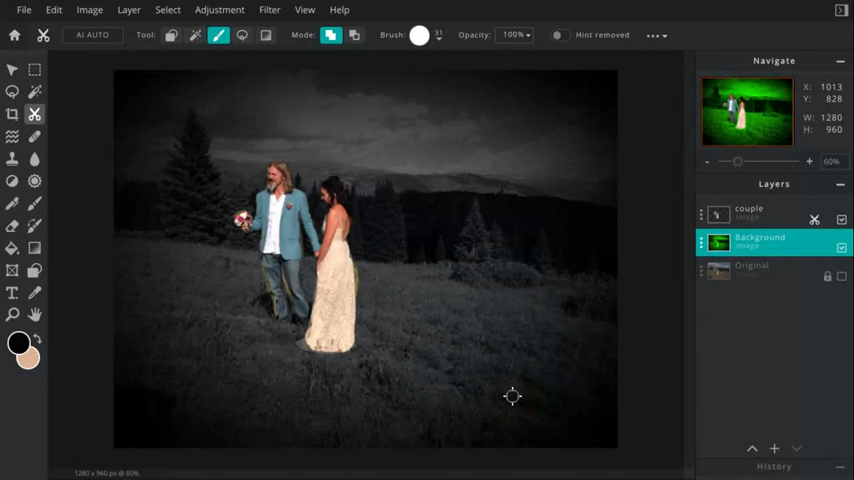 File Edit Image Layer Select Adjustment Filter View Help
AI AUTO Tool: Mode: Brush: 31 Opacity: 100% Hint removed
Navigate
X: 1013
Y: 828
W: 1280
H: 960
- + 60%
Layers
couple
Image
Background
Image
Original
Image
History
1280 x 960 px @ 60%